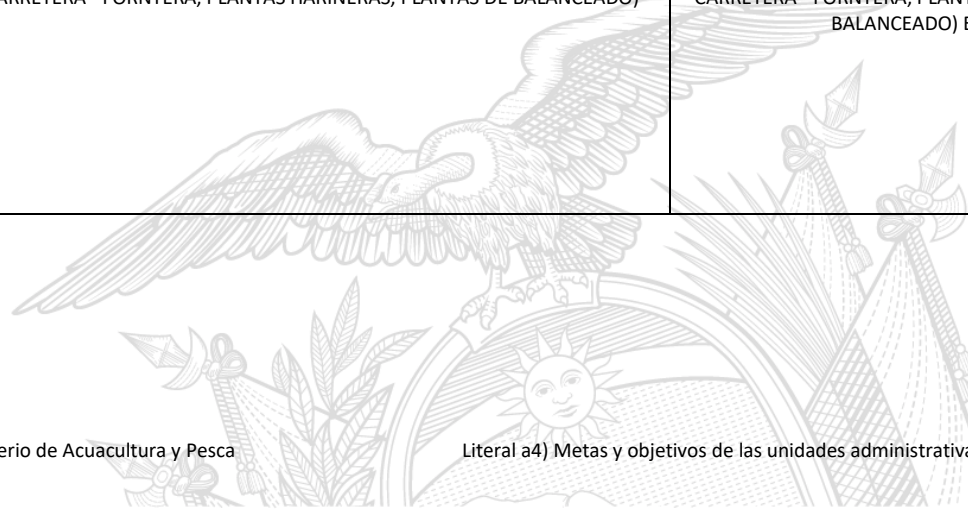 CARRETERA - FORNTERA, PLANTAS HARINERAS, PLANTAS DE BALANCEADO)
CARRETERA - FORNTERA, PLANT
BALANCEADO) E
erio de Acuacultura y Pesca
Literal a4) Metas y objetivos de las unidades administrativa